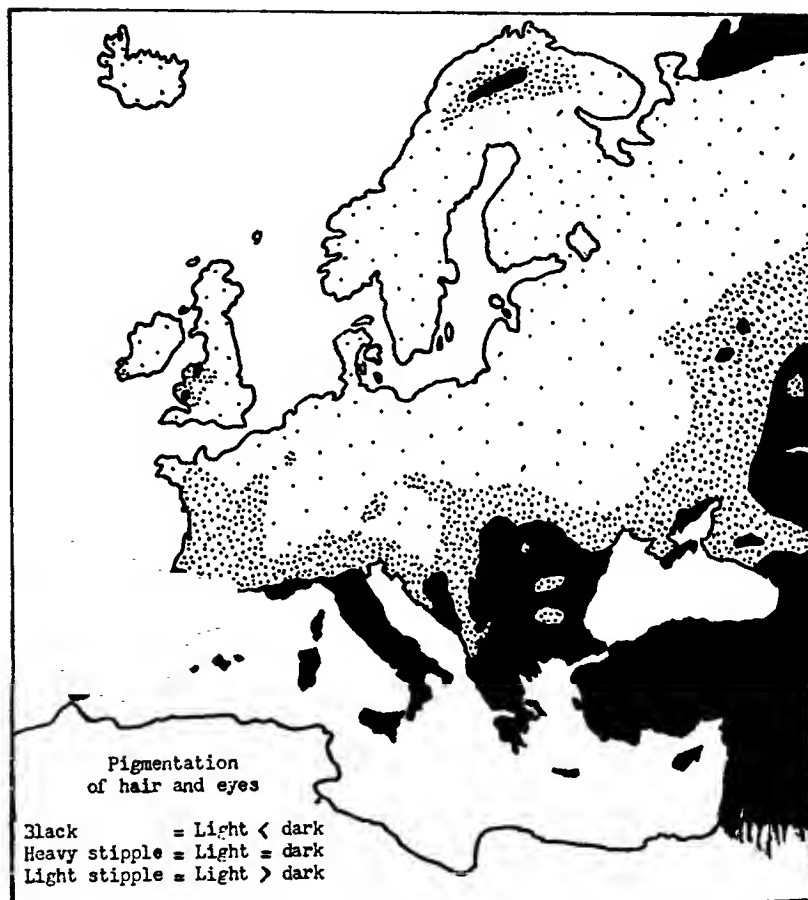 Pigmentation
of hair and eyes
Black = Light < dark
Heavy stipple = Light = dark
Light stipple = Light > dark